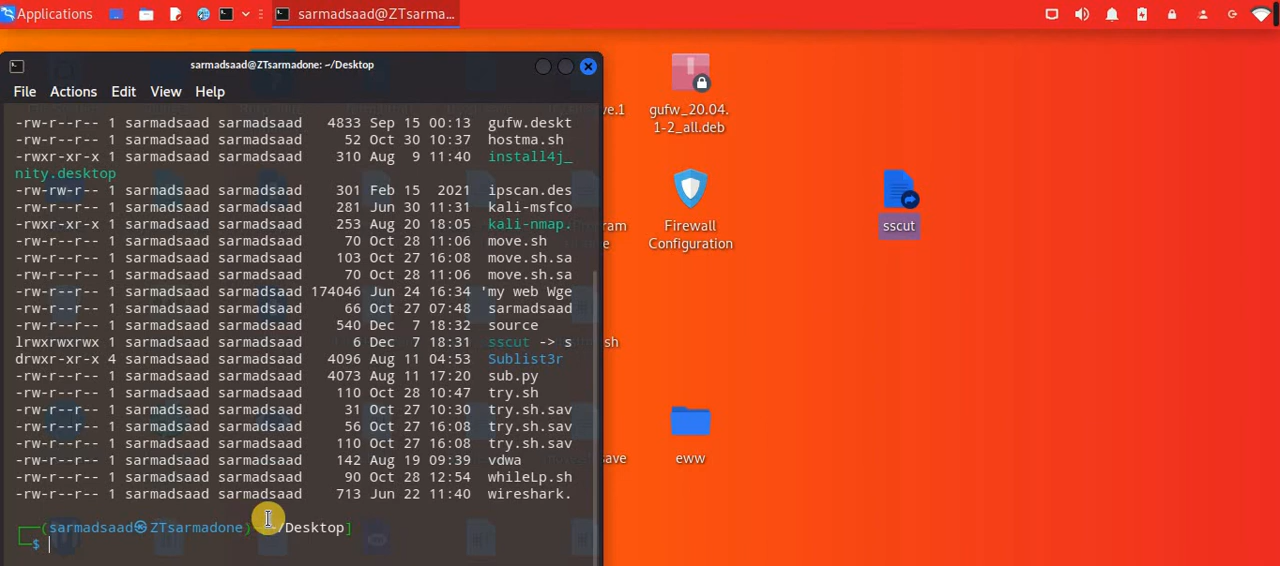 Applications
sarmadsaad@ZTsarma...
sarmadsaad@ZTsarmadone: ~/Desktop
File Actions Edit View Help
-rw-r--r-- 1 sarmadsaad sarmadsaad 4833 Sep 15 00:13 gufw.deskt
-rw-r--r-- 1 sarmadsaad sarmadsaad 52 Oct 30 10:37 hostma.sh
-rwxr-xr-x 1 sarmadsaad sarmadsaad 310 Aug 9 11:40 install4j_
nity.desktop
-rw-rw-r-- 1 sarmadsaad sarmadsaad 301 Feb 15 2021 ipscan.des
-rw-r--r-- 1 sarmadsaad sarmadsaad 281 Jun 30 11:31 kali-msfco
-rwxr-xr-x 1 sarmadsaad sarmadsaad 253 Aug 20 18:05 kali-nmap.
-rw-r--r-- 1 sarmadsaad sarmadsaad 70 Oct 28 11:06 move.sh
-rw-r--r-- 1 sarmadsaad sarmadsaad 103 Oct 27 16:08 move.sh.sa
-rw-r--r-- 1 sarmadsaad sarmadsaad 70 Oct 28 11:06 move.sh.sa
-rw-r--r-- 1 sarmadsaad sarmadsaad 174046 Jun 24 16:34 'my web Wge
-rw-r--r-- 1 sarmadsaad sarmadsaad 66 Oct 27 07:48 sarmadsaad
-rw-r--r-- 1 sarmadsaad sarmadsaad 540 Dec 7 18:32 source
lrwxrwxrwx 1 sarmadsaad sarmadsaad 6 Dec 7 18:31 sscut -> s
drwxr-xr-x 4 sarmadsaad sarmadsaad 4096 Aug 11 04:53 Sublist3r
-rw-r--r-- 1 sarmadsaad sarmadsaad 4073 Aug 11 17:20 sub.py
-rw-r--r-- 1 sarmadsaad sarmadsaad 110 Oct 28 10:47 try.sh
-rw-r--r-- 1 sarmadsaad sarmadsaad 31 Oct 27 10:30 try.sh.sav
-rw-r--r-- 1 sarmadsaad sarmadsaad 56 Oct 27 16:08 try.sh.sav
-rw-r--r-- 1 sarmadsaad sarmadsaad 110 Oct 27 16:08 try.sh.sav
-rw-r--r-- 1 sarmadsaad sarmadsaad 142 Aug 19 09:39 vdwa
-rw-r--r-- 1 sarmadsaad sarmadsaad 90 Oct 28 12:54 whileLp.sh
-rw-r--r-- 1 sarmadsaad sarmadsaad 713 Jun 22 11:40 wireshark.
┌──(sarmadsaad㉿ZTsarmadone)-[~/Desktop]
└─$
gufw_20.04.
1-2_all.deb
Firewall
Configuration
sscut
eww